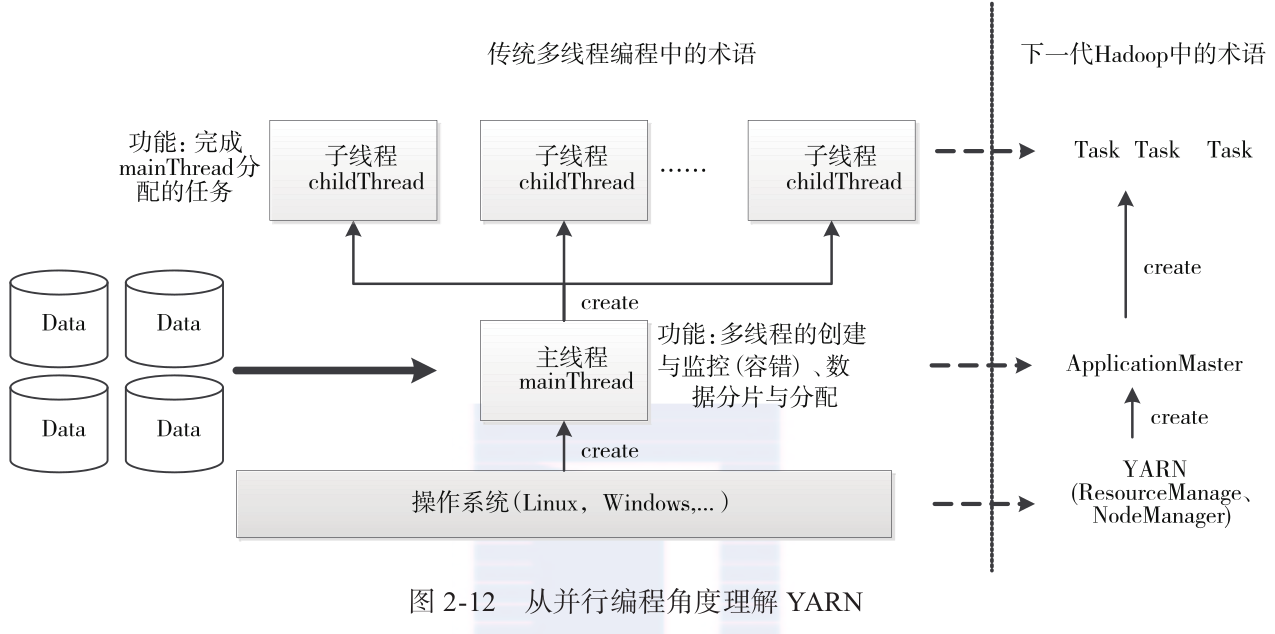 传统多线程编程中的术语
下一代Hadoop中的术语
功能：完成
mainThread分
配的任务
子线程
childThread
子线程
childThread
……
子线程
childThread
Task Task Task
create
create
Data
Data
Data
Data
主线程
mainThread
功能：多线程的创建
与监控（容错）、数
据分片与分配
ApplicationMaster
create
create
操作系统（Linux，Windows,...）
YARN
(ResourceManage、
NodeManager)
图 2-12 从并行编程角度理解 YARN